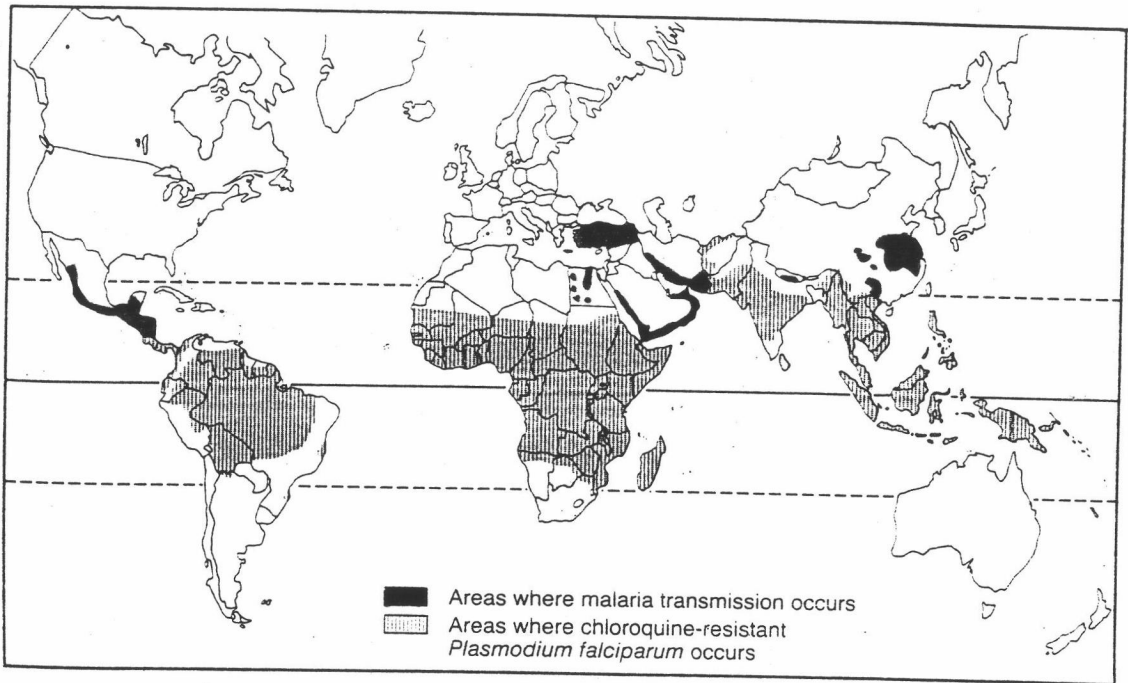 Areas where malaria transmission occurs
Areas where chloroquine-resistant
Plasmodium falciparum occurs